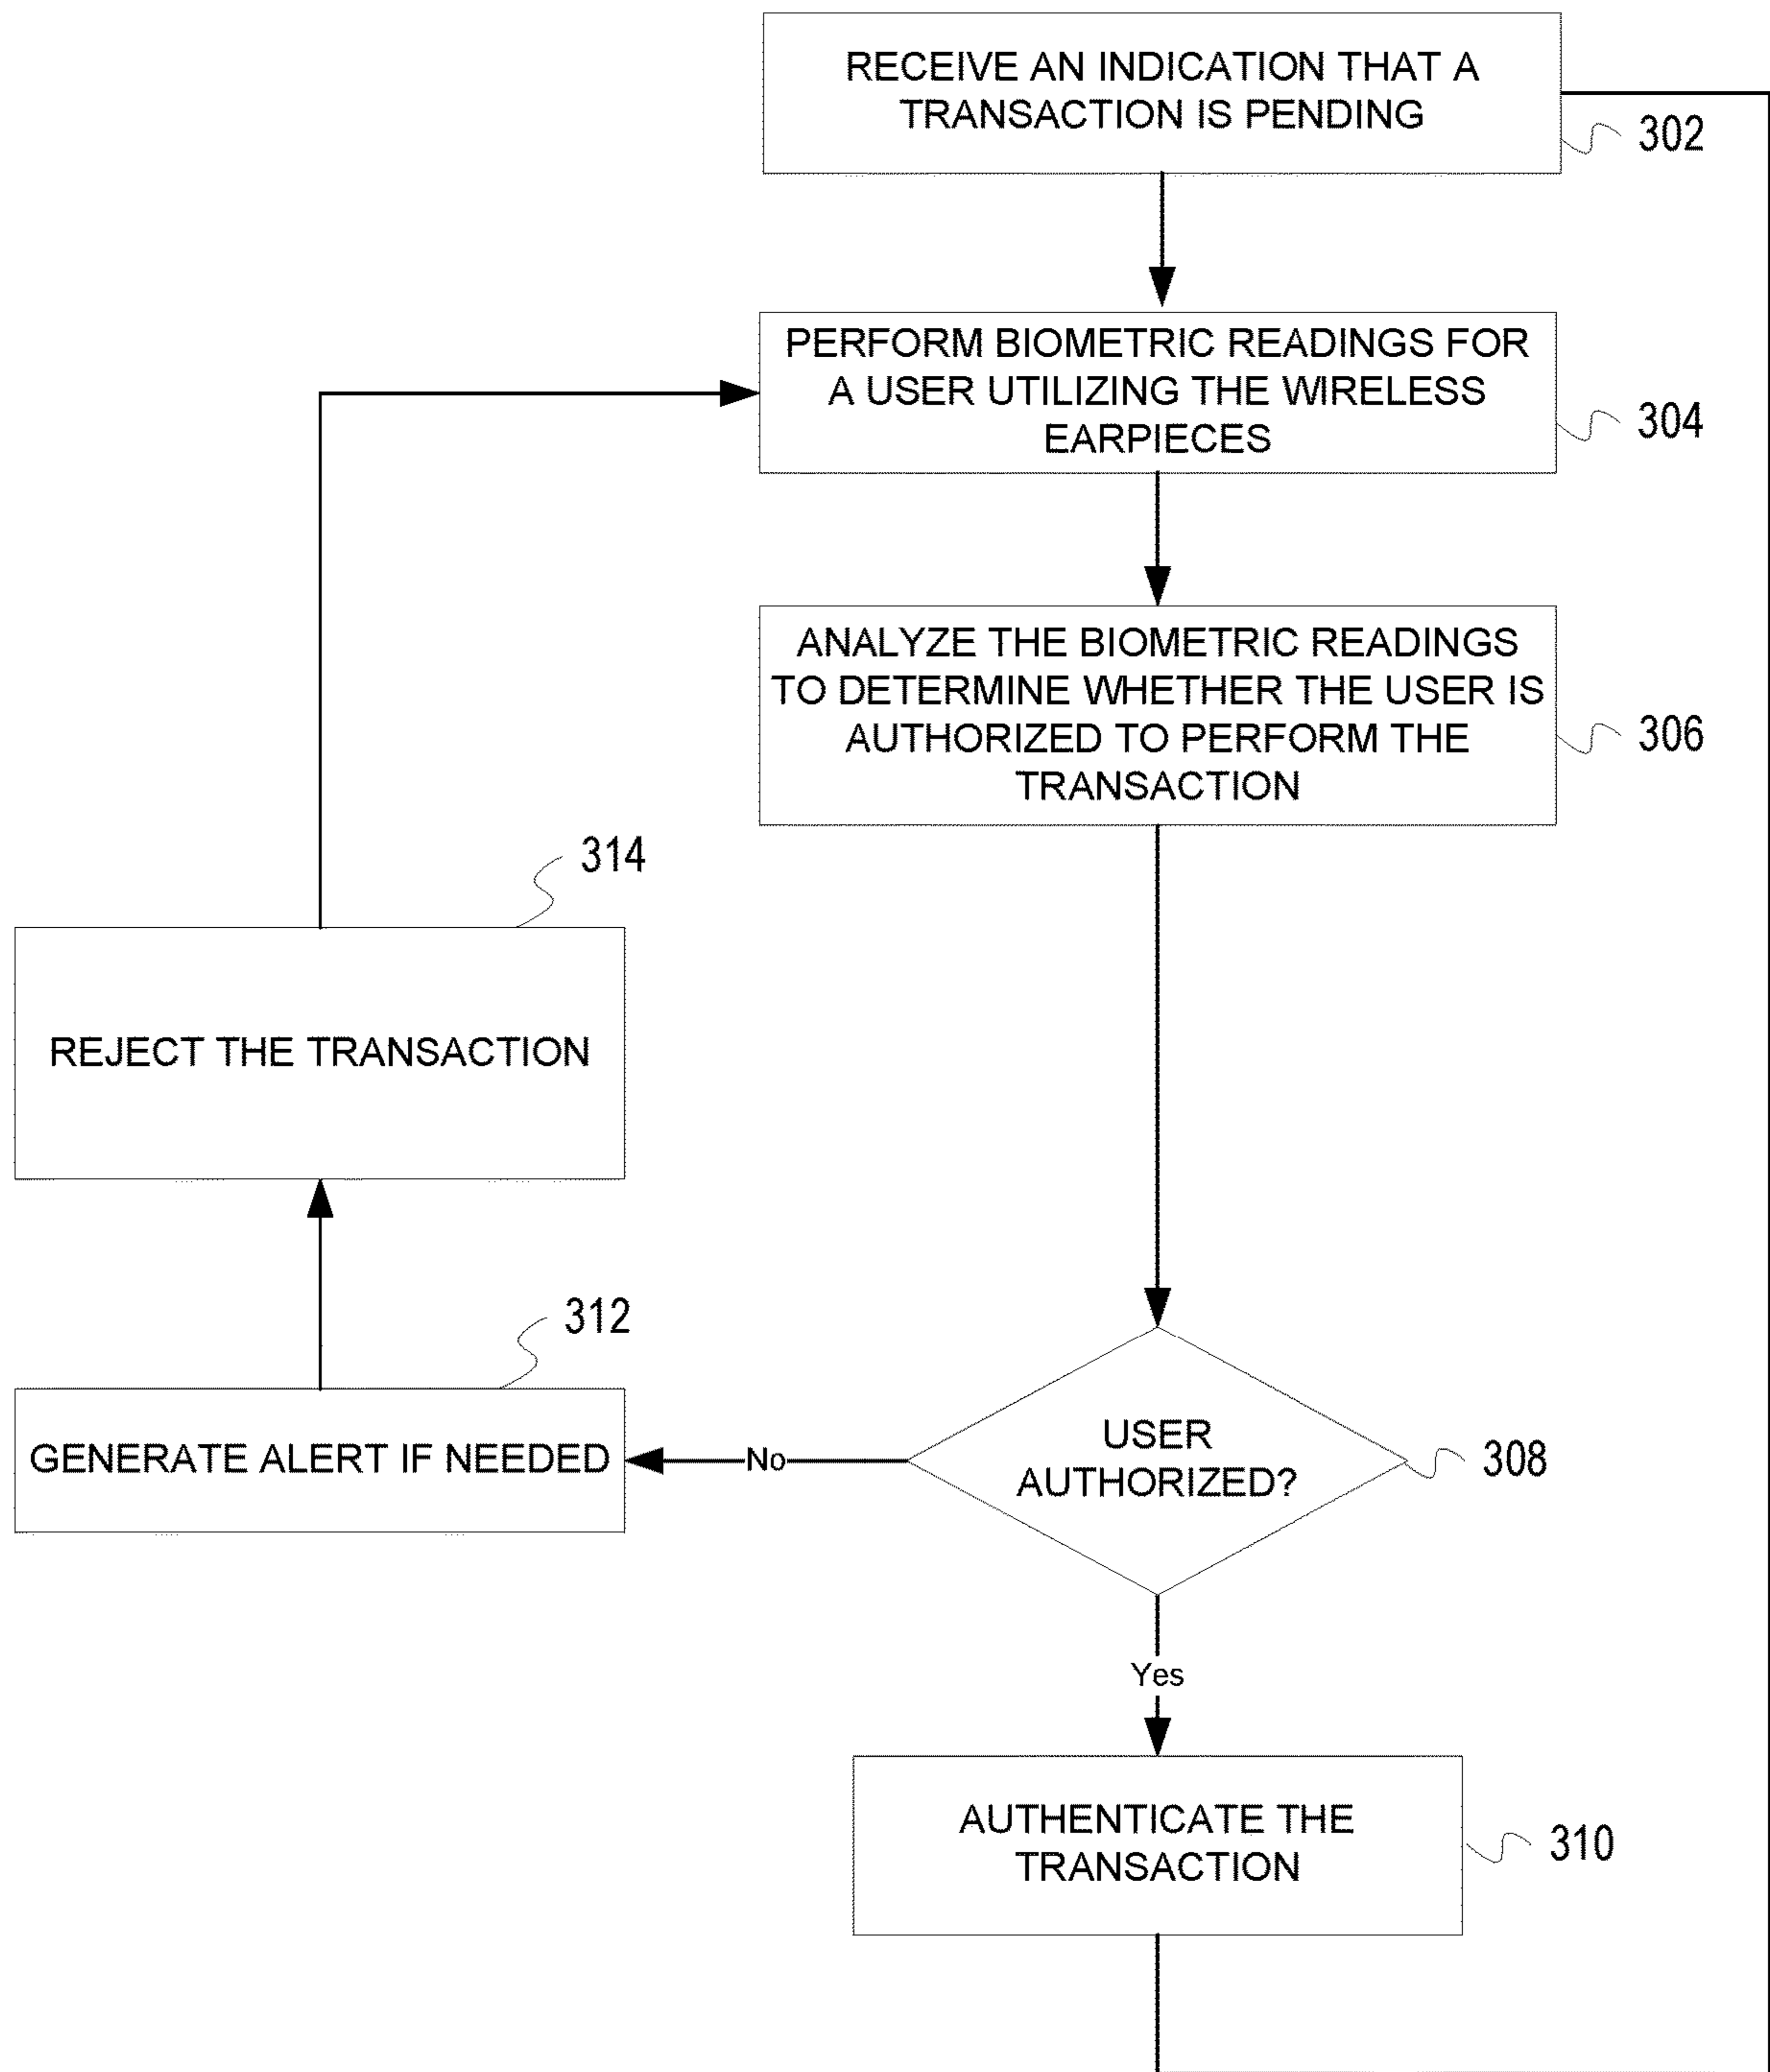 RECEIVE AN INDICATION THAT A
TRANSACTION IS PENDING
302
PERFORM BIOMETRIC READINGS FOR
A USER UTILIZING THE WIRELESS
EARPIECES
304
ANALYZE THE BIOMETRIC READINGS
TO DETERMINE WHETHER THE USER IS
AUTHORIZED TO PERFORM THE
TRANSACTION
306
314
REJECT THE TRANSACTION
312
GENERATE ALERT IF NEEDED
No
USER
AUTHORIZED?
308
Yes
AUTHENTICATE THE
TRANSACTION
310